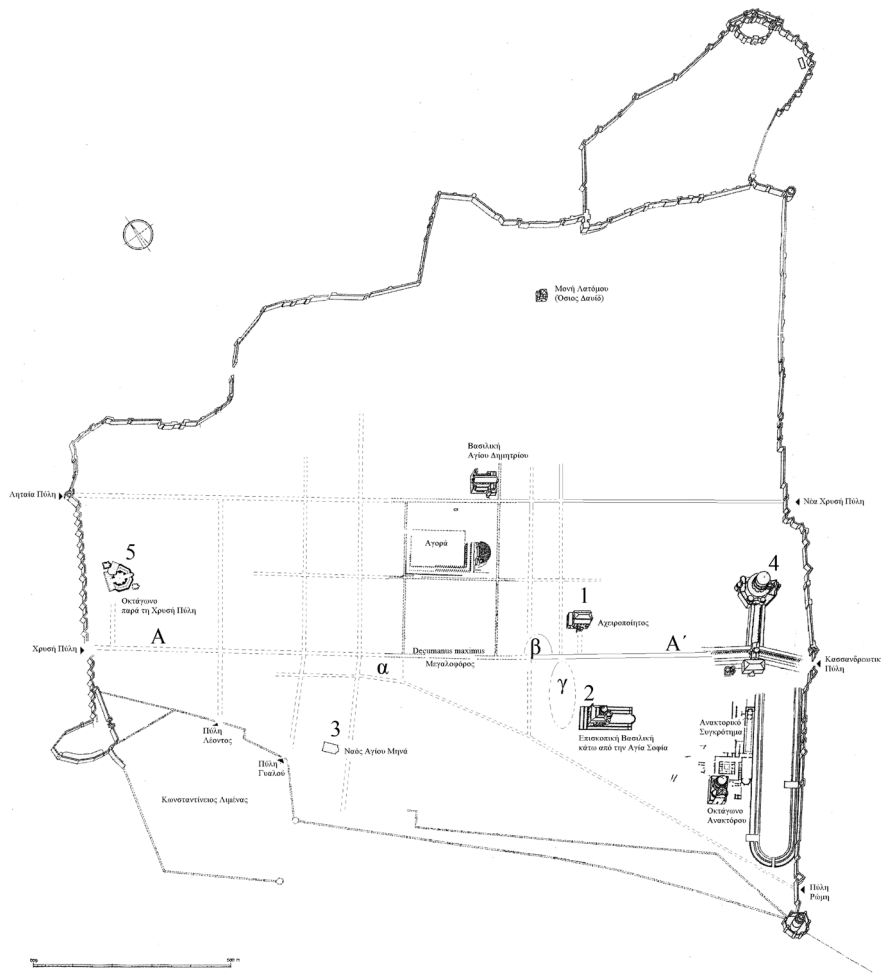 Μονή Λατόμου
(Όσιος Δαυίδ)
Βασιλική
Αγίου Δημητρίου
Ληταία Πύλη
Νέα Χρυσή Πύλη
Αγορά
5
4
Οκτάγωνο
παρά τη Χρυσή Πύλη
1
Αχειροποίητος
Χρυσή Πύλη
Α
Decumanus maximus
Μεγαλοφόρος
β
Α΄
Κασσανδρεωτικ
Πύλη
α
γ
2
Επισκοπική Βασιλική
κάτω από την Αγία Σοφία
Ανακτορικό
Συγκρότημα
Πύλη
Λέοντος
3
Ναός Αγίου Μηνά
Πύλη
Γυαλού
Κωνσταντίνειος Λιμένας
Οκτάγωνο
Ανακτόρου
Πύλη
Ρώμη